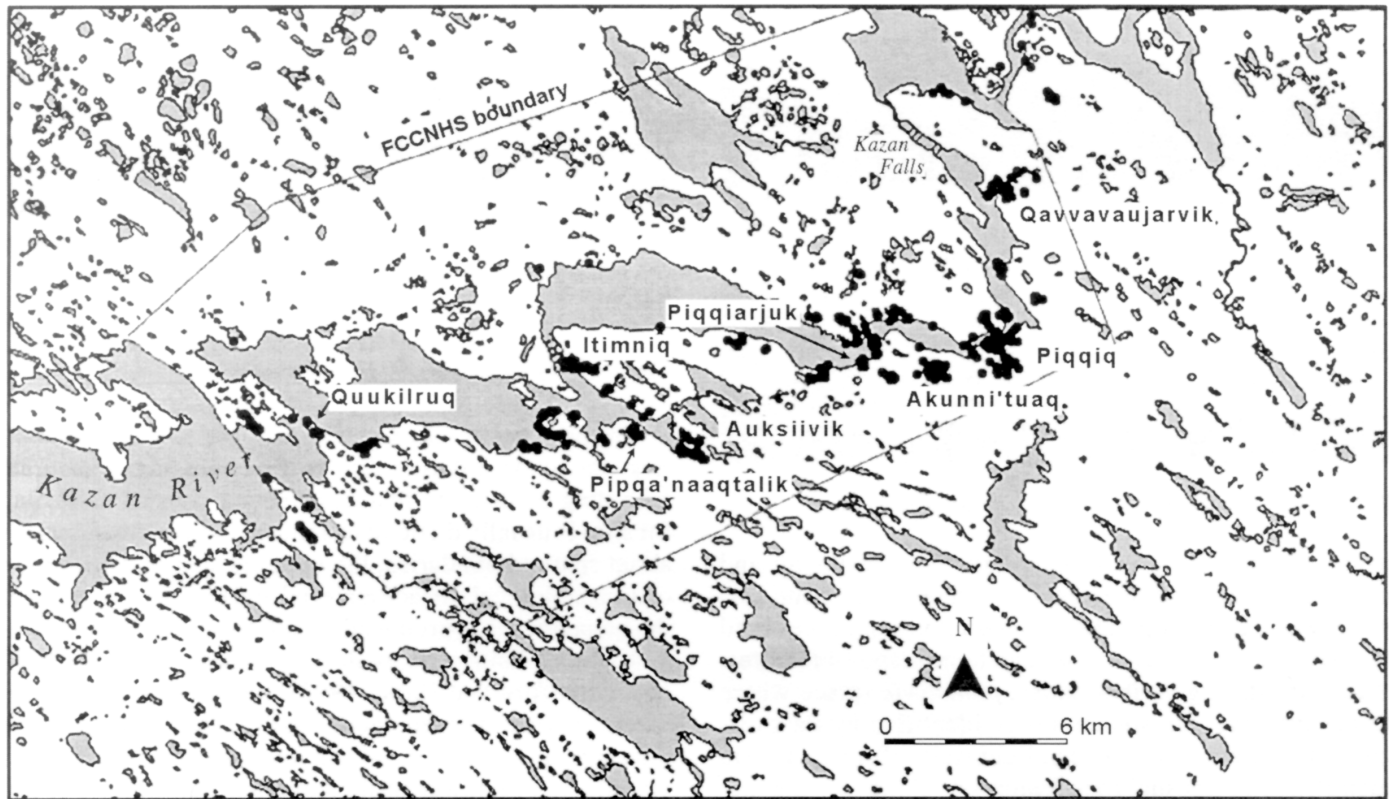 FCCNHS boundary
Kazan
Falls
Qavvavaujarvik
Piqqiarjuk
Itimniq
Piqqiq
Quukilruq
Akunni'tuaq
Auksiivik
Kazan River
Pipqa'naaqtalik
N
0 6 km